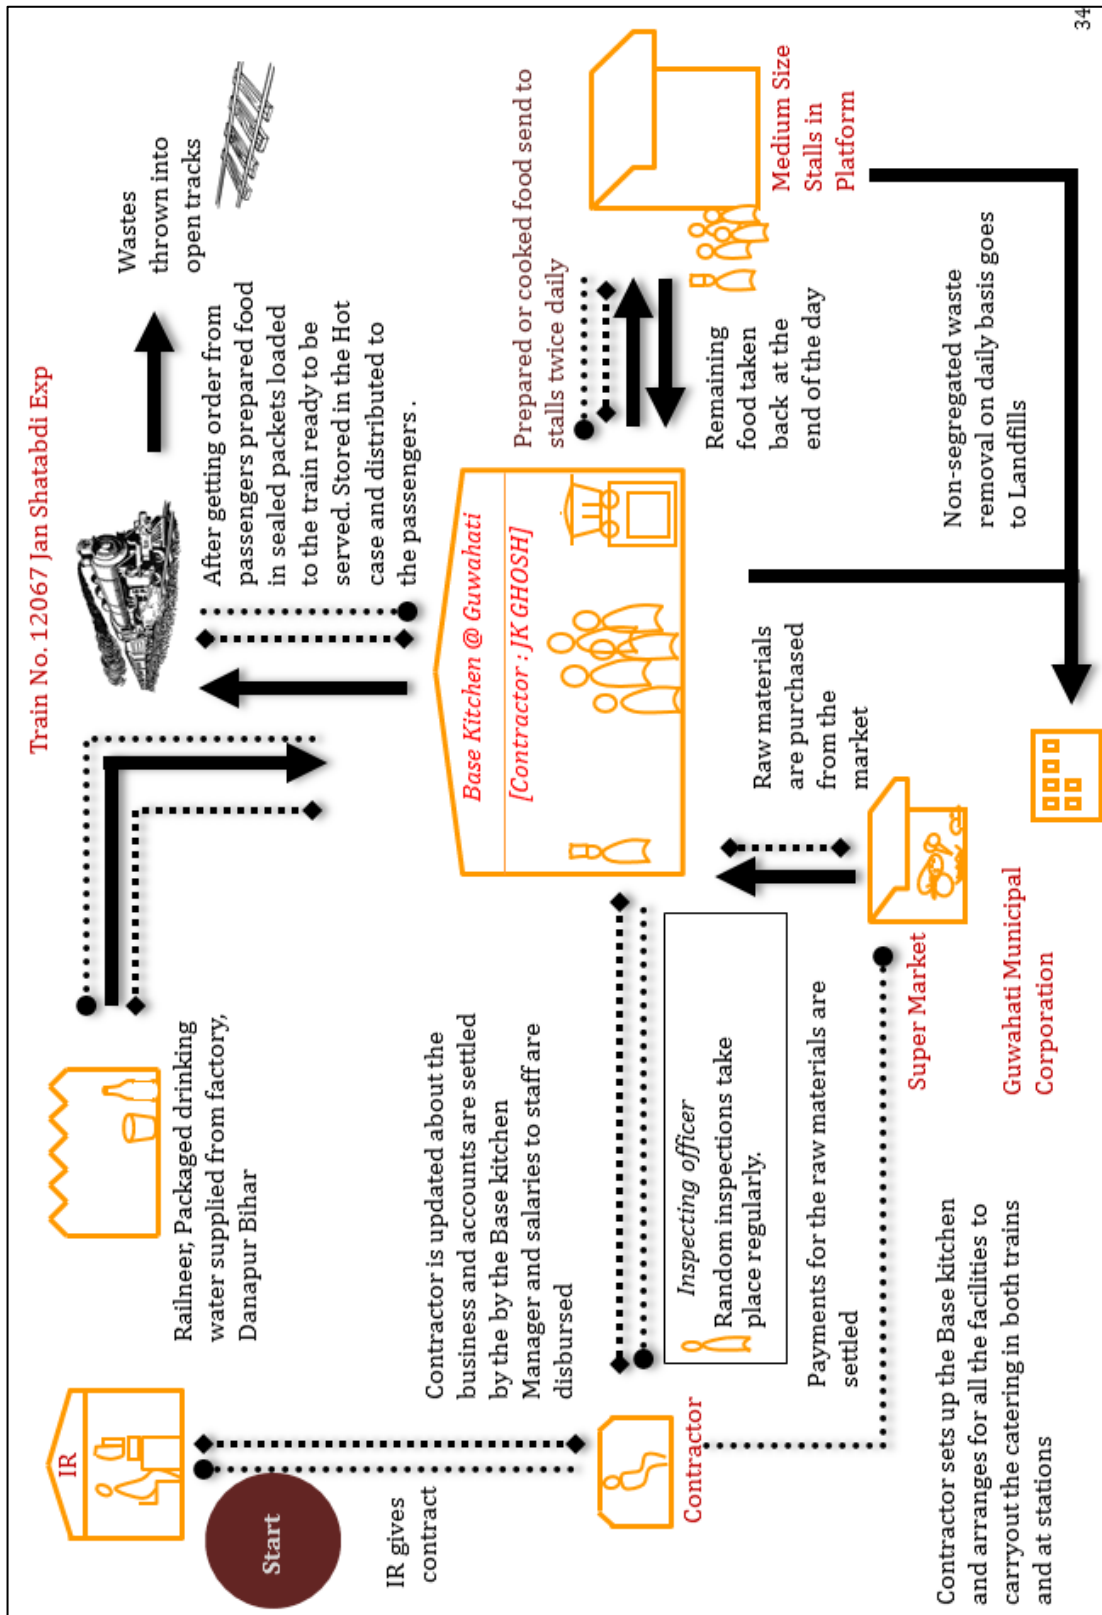 Train No. 12067 Jan Shatabdi Exp
IR
Start
IR gives
contract
Railneer, Packaged drinking
water supplied from factory,
Danapur Bihar
After getting order from
passengers prepared food
in sealed packets loaded
to the train ready to be
served. Stored in the Hot
case and distributed to
the passengers .
Wastes
thrown into
open tracks
Contractor is updated about the
business and accounts are settled
by the by the Base kitchen
Manager and salaries to staff are
disbursed
Base Kitchen @ Guwahati
[Contractor : JK GHOSH]
Prepared or cooked food send to
stalls twice daily
Remaining
food taken
back at the
end of the day
Medium Size
Stalls in
Platform
Contractor
Inspecting officer
Random inspections take
place regularly.
Payments for the raw materials are
settled
Raw materials
are purchased
from the
market
Super Market
Non-segregated waste
removal on daily basis goes
to Landfills
Contractor sets up the Base kitchen
and arranges for all the facilities to
carryout the catering in both trains
and at stations
Guwahati Municipal
Corporation
34